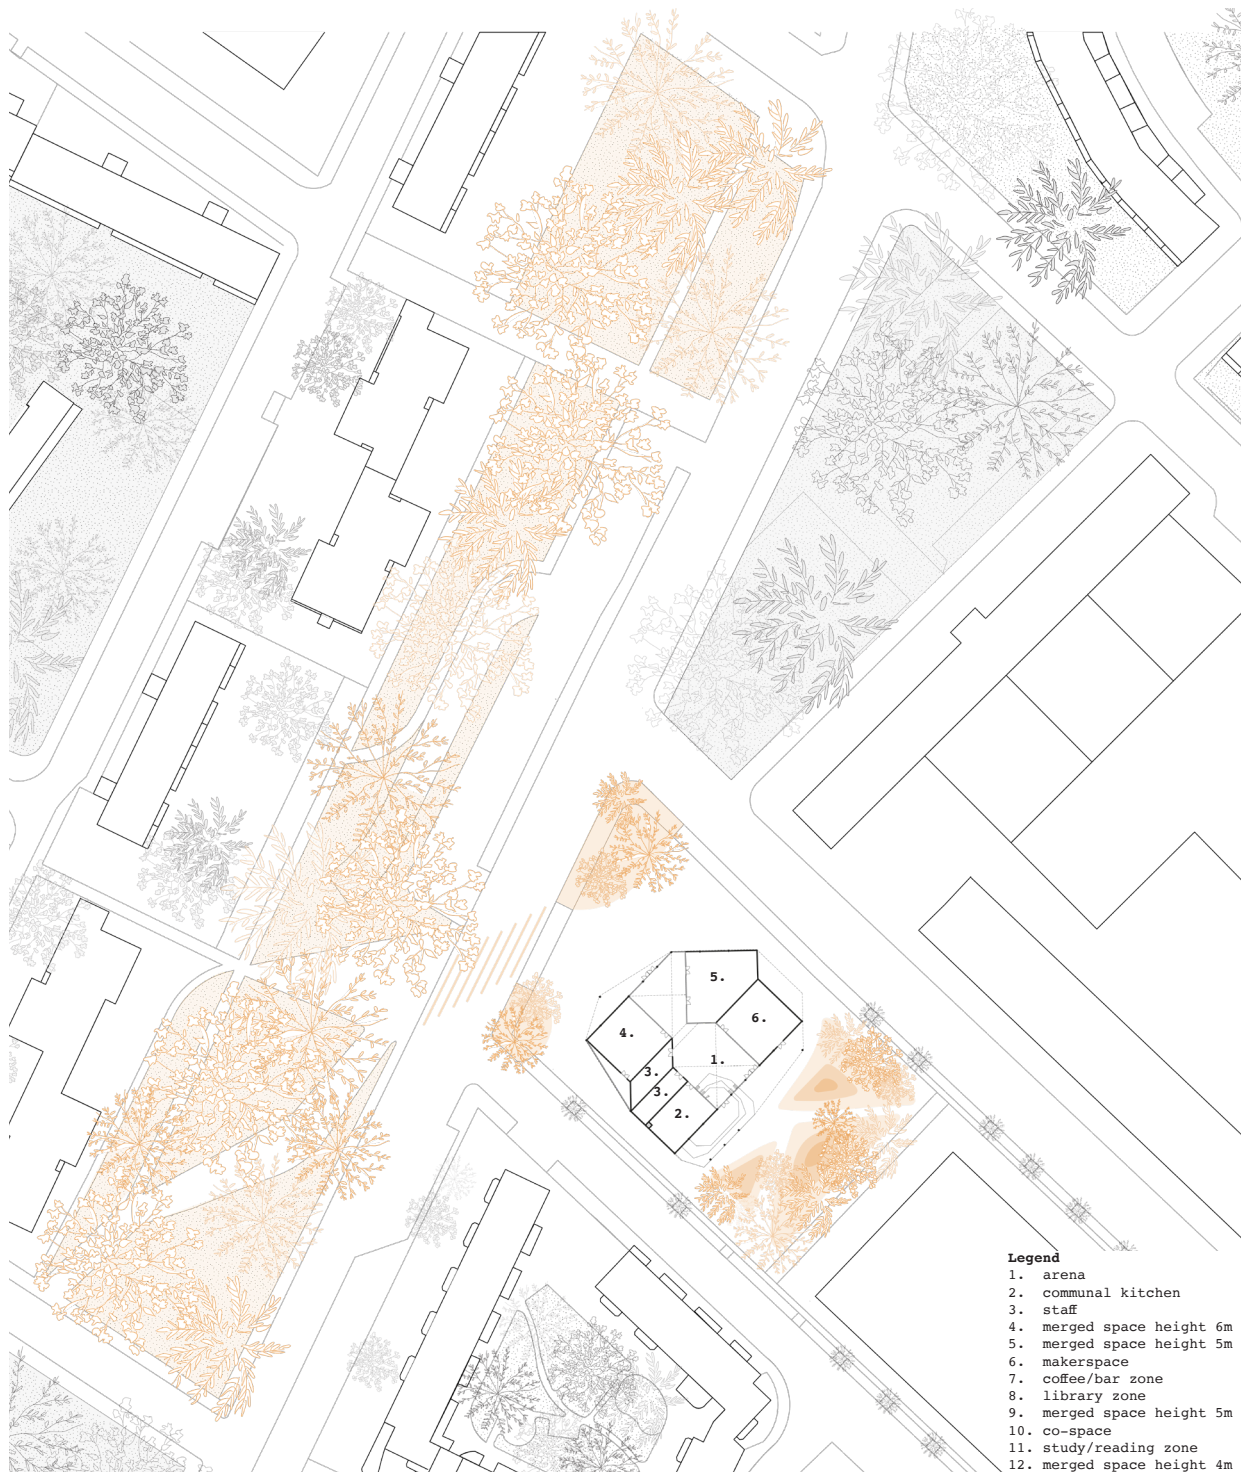 5.
6.
4.
1.
3.
3.
2.
Legend
1. arena
2. communal kitchen
3. staff
4. merged space height 6m
5. merged space height 5m
6. makerspace
7. coffee/bar zone
8. library zone
9. merged space height 5m
10. co-space
11. study/reading zone
12. merged space height 4m